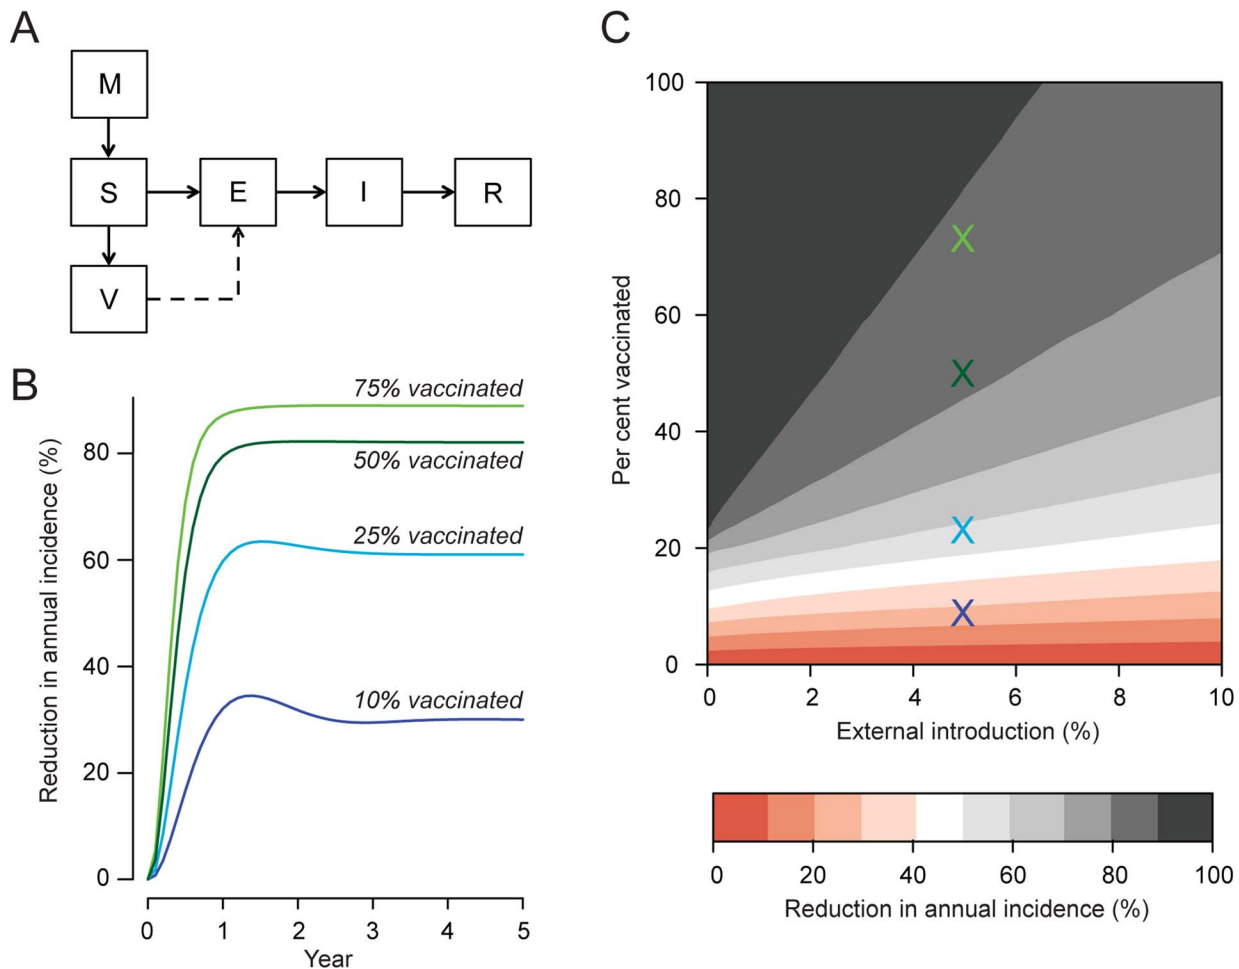 A
M
S
E
I
R
V
B
Reduction in annual incidence (%)
80
60
40
20
0
75% vaccinated
50% vaccinated
25% vaccinated
10% vaccinated
0 1 2 3 4 5
Year
C
Per cent vaccinated
100
80
60
40
20
0
X
X
X
X
0 2 4 6 8 10
External introduction (%)
0 20 40 60 80 100
Reduction in annual incidence (%)